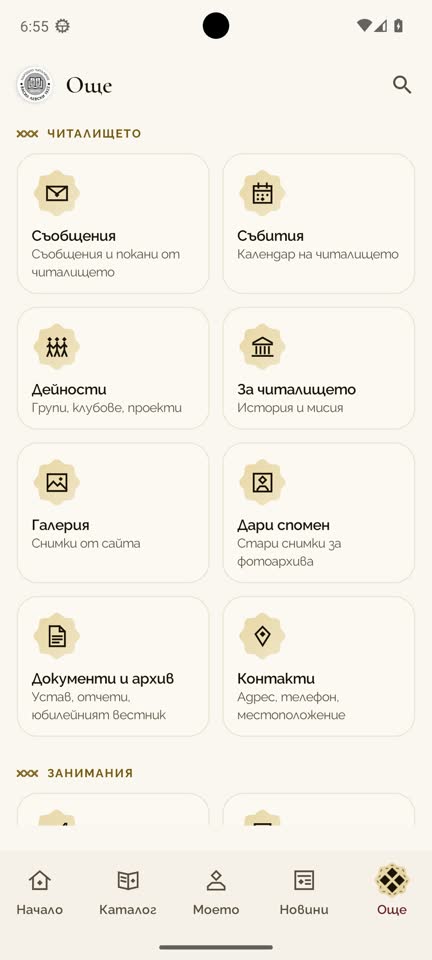 6:55
Още
ЧИТАЛИЩЕТО
Съобщения
Съобщения и покани от
читалището
Събития
Календар на читалището
Дейности
Групи, клубове, проекти
За читалището
История и мисия
Галерия
Снимки от сайта
Дари спомен
Стари снимки за
фотоархива
Документи и архив
Устав, отчети,
юбилейният вестник
Контакти
Адрес, телефон,
местоположение
ЗАНИМАНИЯ
Начало
Каталог
Моето
Новини
Още